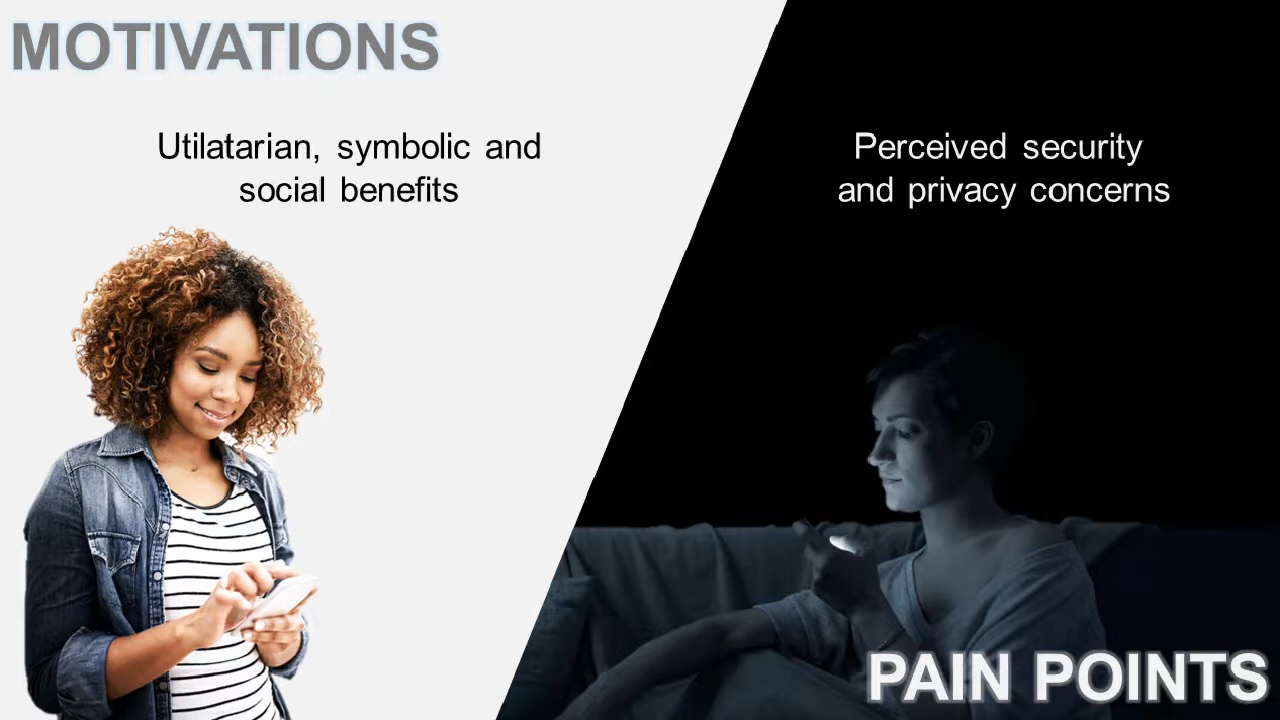 MOTIVATIONS
Utilatarian, symbolic and
social benefits
Perceived security
and privacy concerns
PAIN POINTS